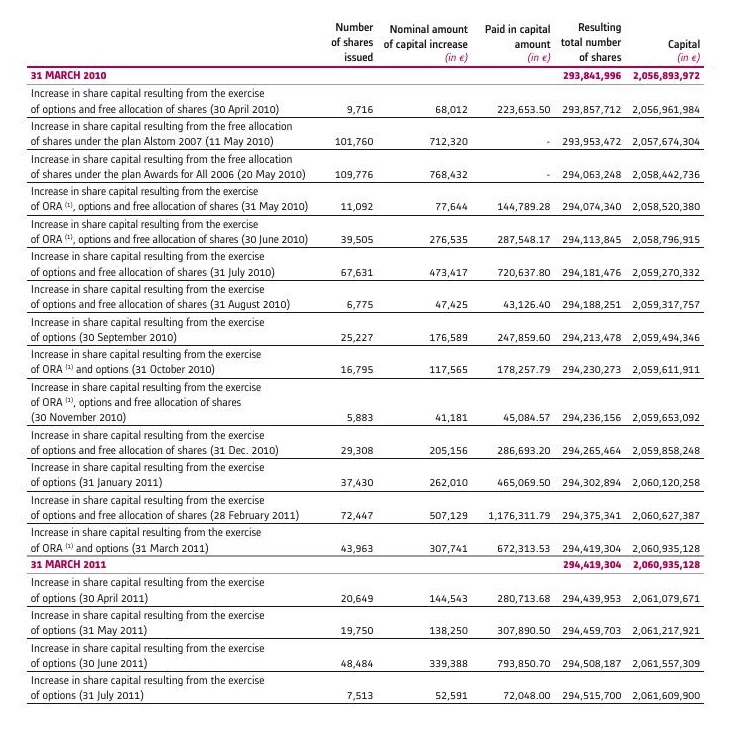 Number of shares issued Nominal amount of capital increase (in €) Paid in capital amount (in €) Resulting total number of shares Capital (in €)
31 MARCH 2010 293,841,996 2,056,893,972
Increase in share capital resulting from the exercise
of options and free allocation of shares (30 April 2010) 9,716 68,012 223,653.50 293,857,712 2,056,961,984
Increase in share capital resulting from the free allocation
of shares under the plan Alstom 2007 (11 May 2010) 101,760 712,320 - 293,953,472 2,057,674,304
Increase in share capital resulting from the free allocation
of shares under the plan Awards for All 2006 (20 May 2010) 109,776 768,432 - 294,063,248 2,058,442,736
Increase in share capital resulting from the exercise
of ORA (1), options and free allocation of shares (31 May 2010) 11,092 77,644 144,789.28 294,074,340 2,058,520,380
Increase in share capital resulting from the exercise
of ORA (1), options and free allocation of shares (30 June 2010) 39,505 276,535 287,548.17 294,113,845 2,058,796,915
Increase in share capital resulting from the exercise
of options and free allocation of shares (31 July 2010) 67,631 473,417 720,637.80 294,181,476 2,059,270,332
Increase in share capital resulting from the exercise
of options and free allocation of shares (31 August 2010) 6,775 47,425 43,126.40 294,188,251 2,059,317,757
Increase in share capital resulting from the exercise
of options (30 September 2010) 25,227 176,589 247,859.60 294,213,478 2,059,494,346
Increase in share capital resulting from the exercise
of ORA (1) and options (31 October 2010) 16,795 117,565 178,257.79 294,230,273 2,059,611,911
Increase in share capital resulting from the exercise
of ORA (1), options and free allocation of shares
(30 November 2010) 5,883 41,181 45,084.57 294,236,156 2,059,653,092
Increase in share capital resulting from the exercise
of options and free allocation of shares (31 Dec. 2010) 29,308 205,156 286,693.20 294,265,464 2,059,858,248
Increase in share capital resulting from the exercise
of options (31 January 2011) 37,430 262,010 465,069.50 294,302,894 2,060,120,258
Increase in share capital resulting from the exercise
of options and free allocation of shares (28 February 2011) 72,447 507,129 1,176,311.79 294,375,341 2,060,627,387
Increase in share capital resulting from the exercise
of ORA (1) and options (31 March 2011) 43,963 307,741 672,313.53 294,419,304 2,060,935,128
31 MARCH 2011 294,419,304 2,060,935,128
Increase in share capital resulting from the exercise
of options (30 April 2011) 20,649 144,543 280,713.68 294,439,953 2,061,079,671
Increase in share capital resulting from the exercise
of options (31 May 2011) 19,750 138,250 307,890.50 294,459,703 2,061,217,921
Increase in share capital resulting from the exercise
of options (30 June 2011) 48,484 339,388 793,850.70 294,508,187 2,061,557,309
Increase in share capital resulting from the exercise
of options (31 July 2011) 7,513 52,591 72,048.00 294,515,700 2,061,609,900